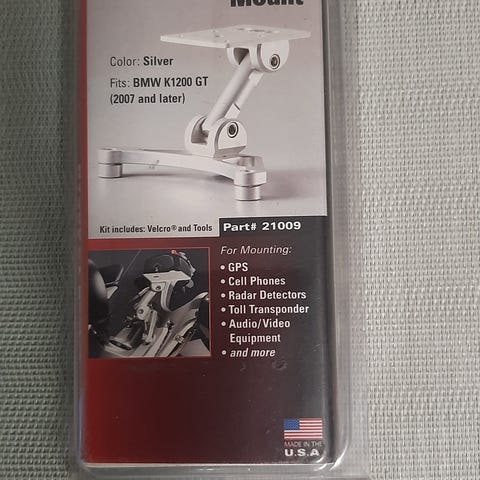 Mount
Color: Silver
Fits: BMW K1200 GT
(2007 and later)
Kit includes: Velcro® and Tools
Part# 21009
For Mounting:
• GPS
• Cell Phones
• Radar Detectors
• Toll Transponder
• Audio/Video
Equipment
• and more
MADE IN THE
U.S.A